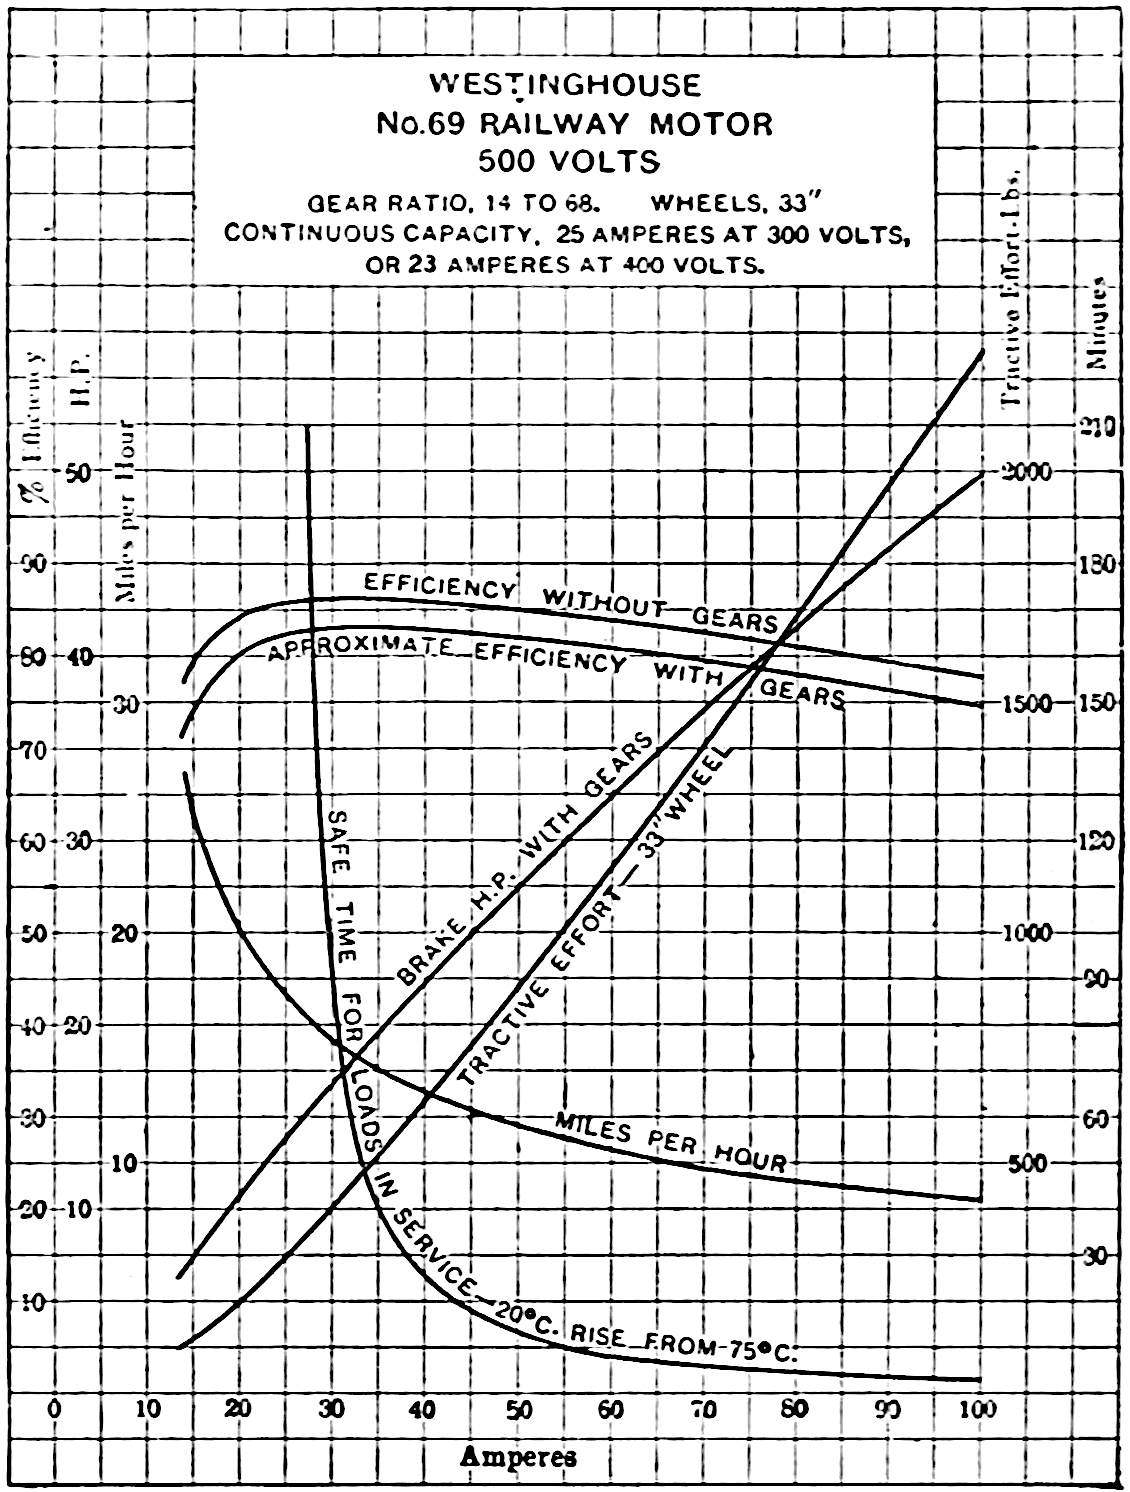 WESTINGHOUSE
No.69 RAILWAY MOTOR
500 VOLTS
GEAR RATIO, 14 TO 68. WHEELS, 33″
CONTINUOUS CAPACITY, 25 AMPERES AT 300 VOLTS,
OR 23 AMPERES AT 400 VOLTS.
% Efficiency
H.P.
Miles per Hour
Tractive Effort-Lbs.
Minutes
210
50
2000
90
180
EFFICIENCY WITHOUT GEARS
80
40
APPROXIMATE EFFICIENCY WITH GEARS
30
1500
150
70
BRAKE H.P. WITH GEARS
TRACTIVE EFFORT—33″ WHEEL
SAFE TIME FOR LOADS IN SERVICE—20°C. RISE FROM 75°C.
60
30
120
50
20
1000
90
40
20
30
60
MILES PER HOUR
10
500
20
10
30
10
0 10 20 30 40 50 60 70 80 90 100
Amperes